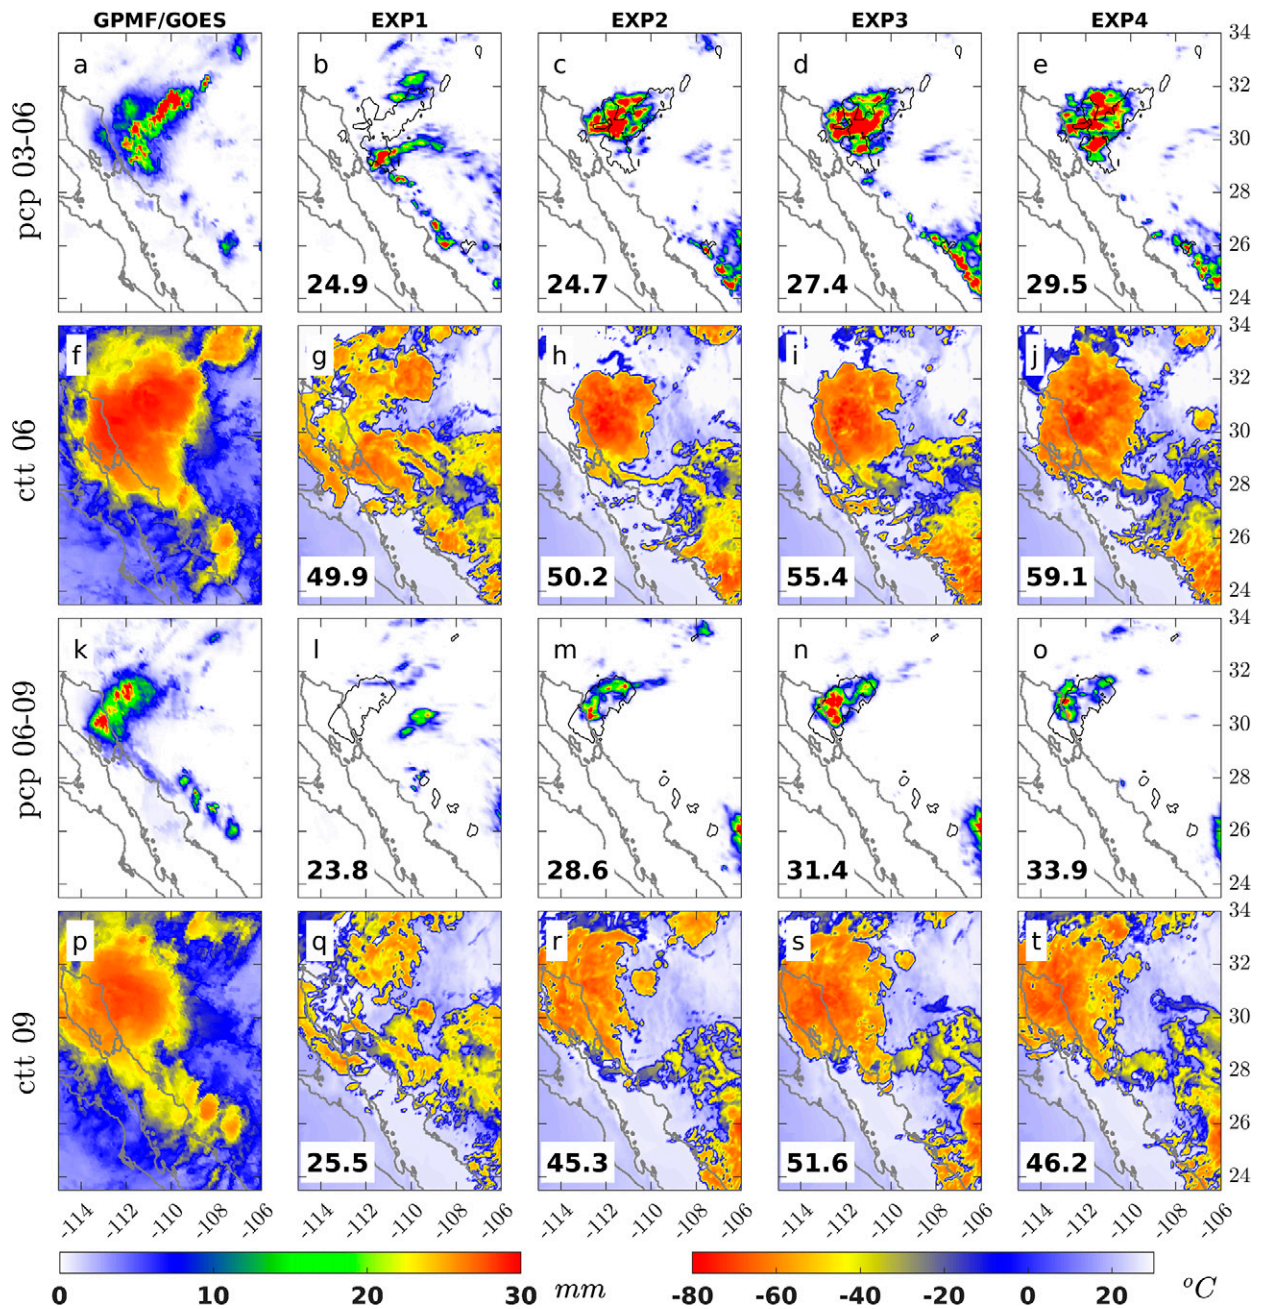 GPMF/GOES EXP1 EXP2 EXP3 EXP4
pcp 03-06
a b c d e
34
32
30
28
26
24
24.9 24.7 27.4 29.5
ctt 06
f g h i j
34
32
30
28
26
24
49.9 50.2 55.4 59.1
pcp 06-09
k l m n o
34
32
30
28
26
24
23.8 28.6 31.4 33.9
ctt 09
p q r s t
34
32
30
28
26
24
25.5 45.3 51.6 46.2
-114 -112 -110 -108 -106 -114 -112 -110 -108 -106 -114 -112 -110 -108 -106 -114 -112 -110 -108 -106 -114 -112 -110 -108 -106
0 10 20 30 mm
-80 -60 -40 -20 0 20 °C